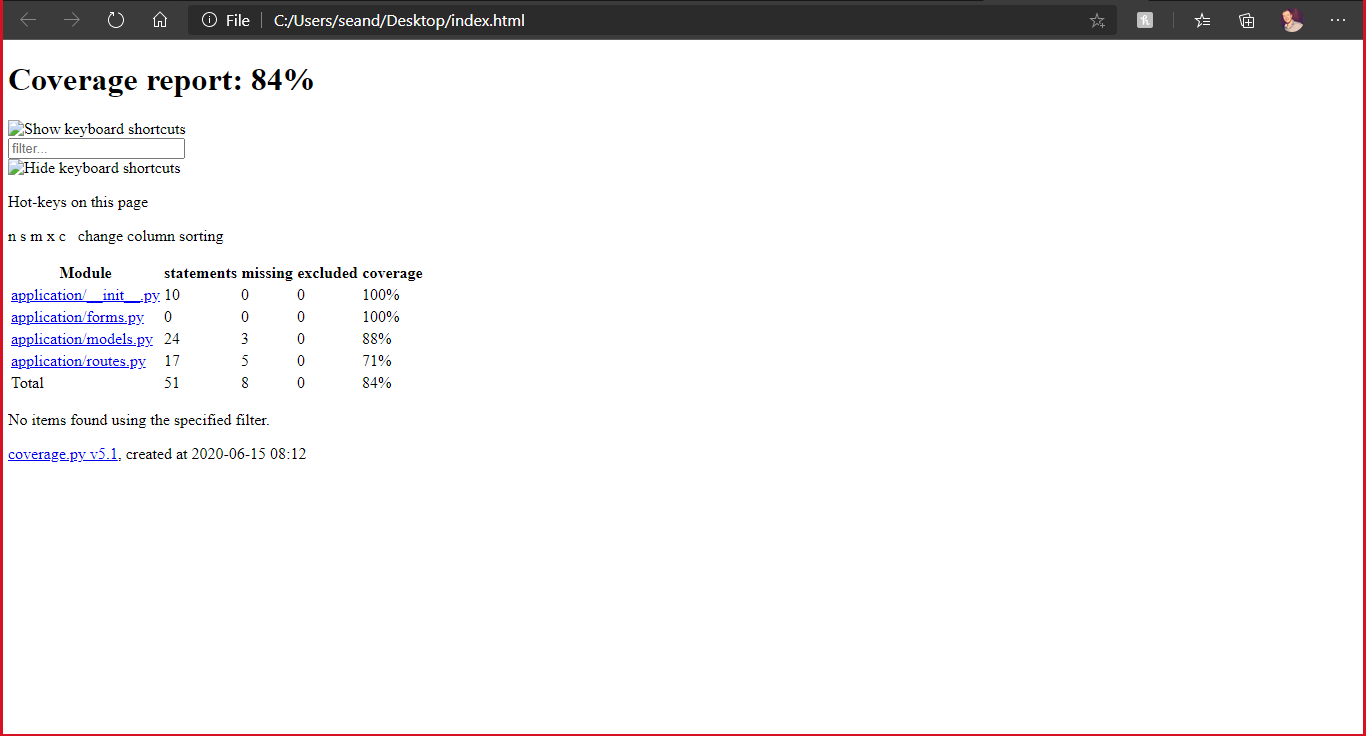 File C:/Users/seand/Desktop/index.html
Coverage report: 84%
Show keyboard shortcuts
filter...
Hide keyboard shortcuts
Hot-keys on this page
n s m x c change column sorting
Module statements missing excluded coverage
application/__init__.py 10 0 0 100%
application/forms.py 0 0 0 100%
application/models.py 24 3 0 88%
application/routes.py 17 5 0 71%
Total 51 8 0 84%
No items found using the specified filter.
coverage.py v5.1, created at 2020-06-15 08:12